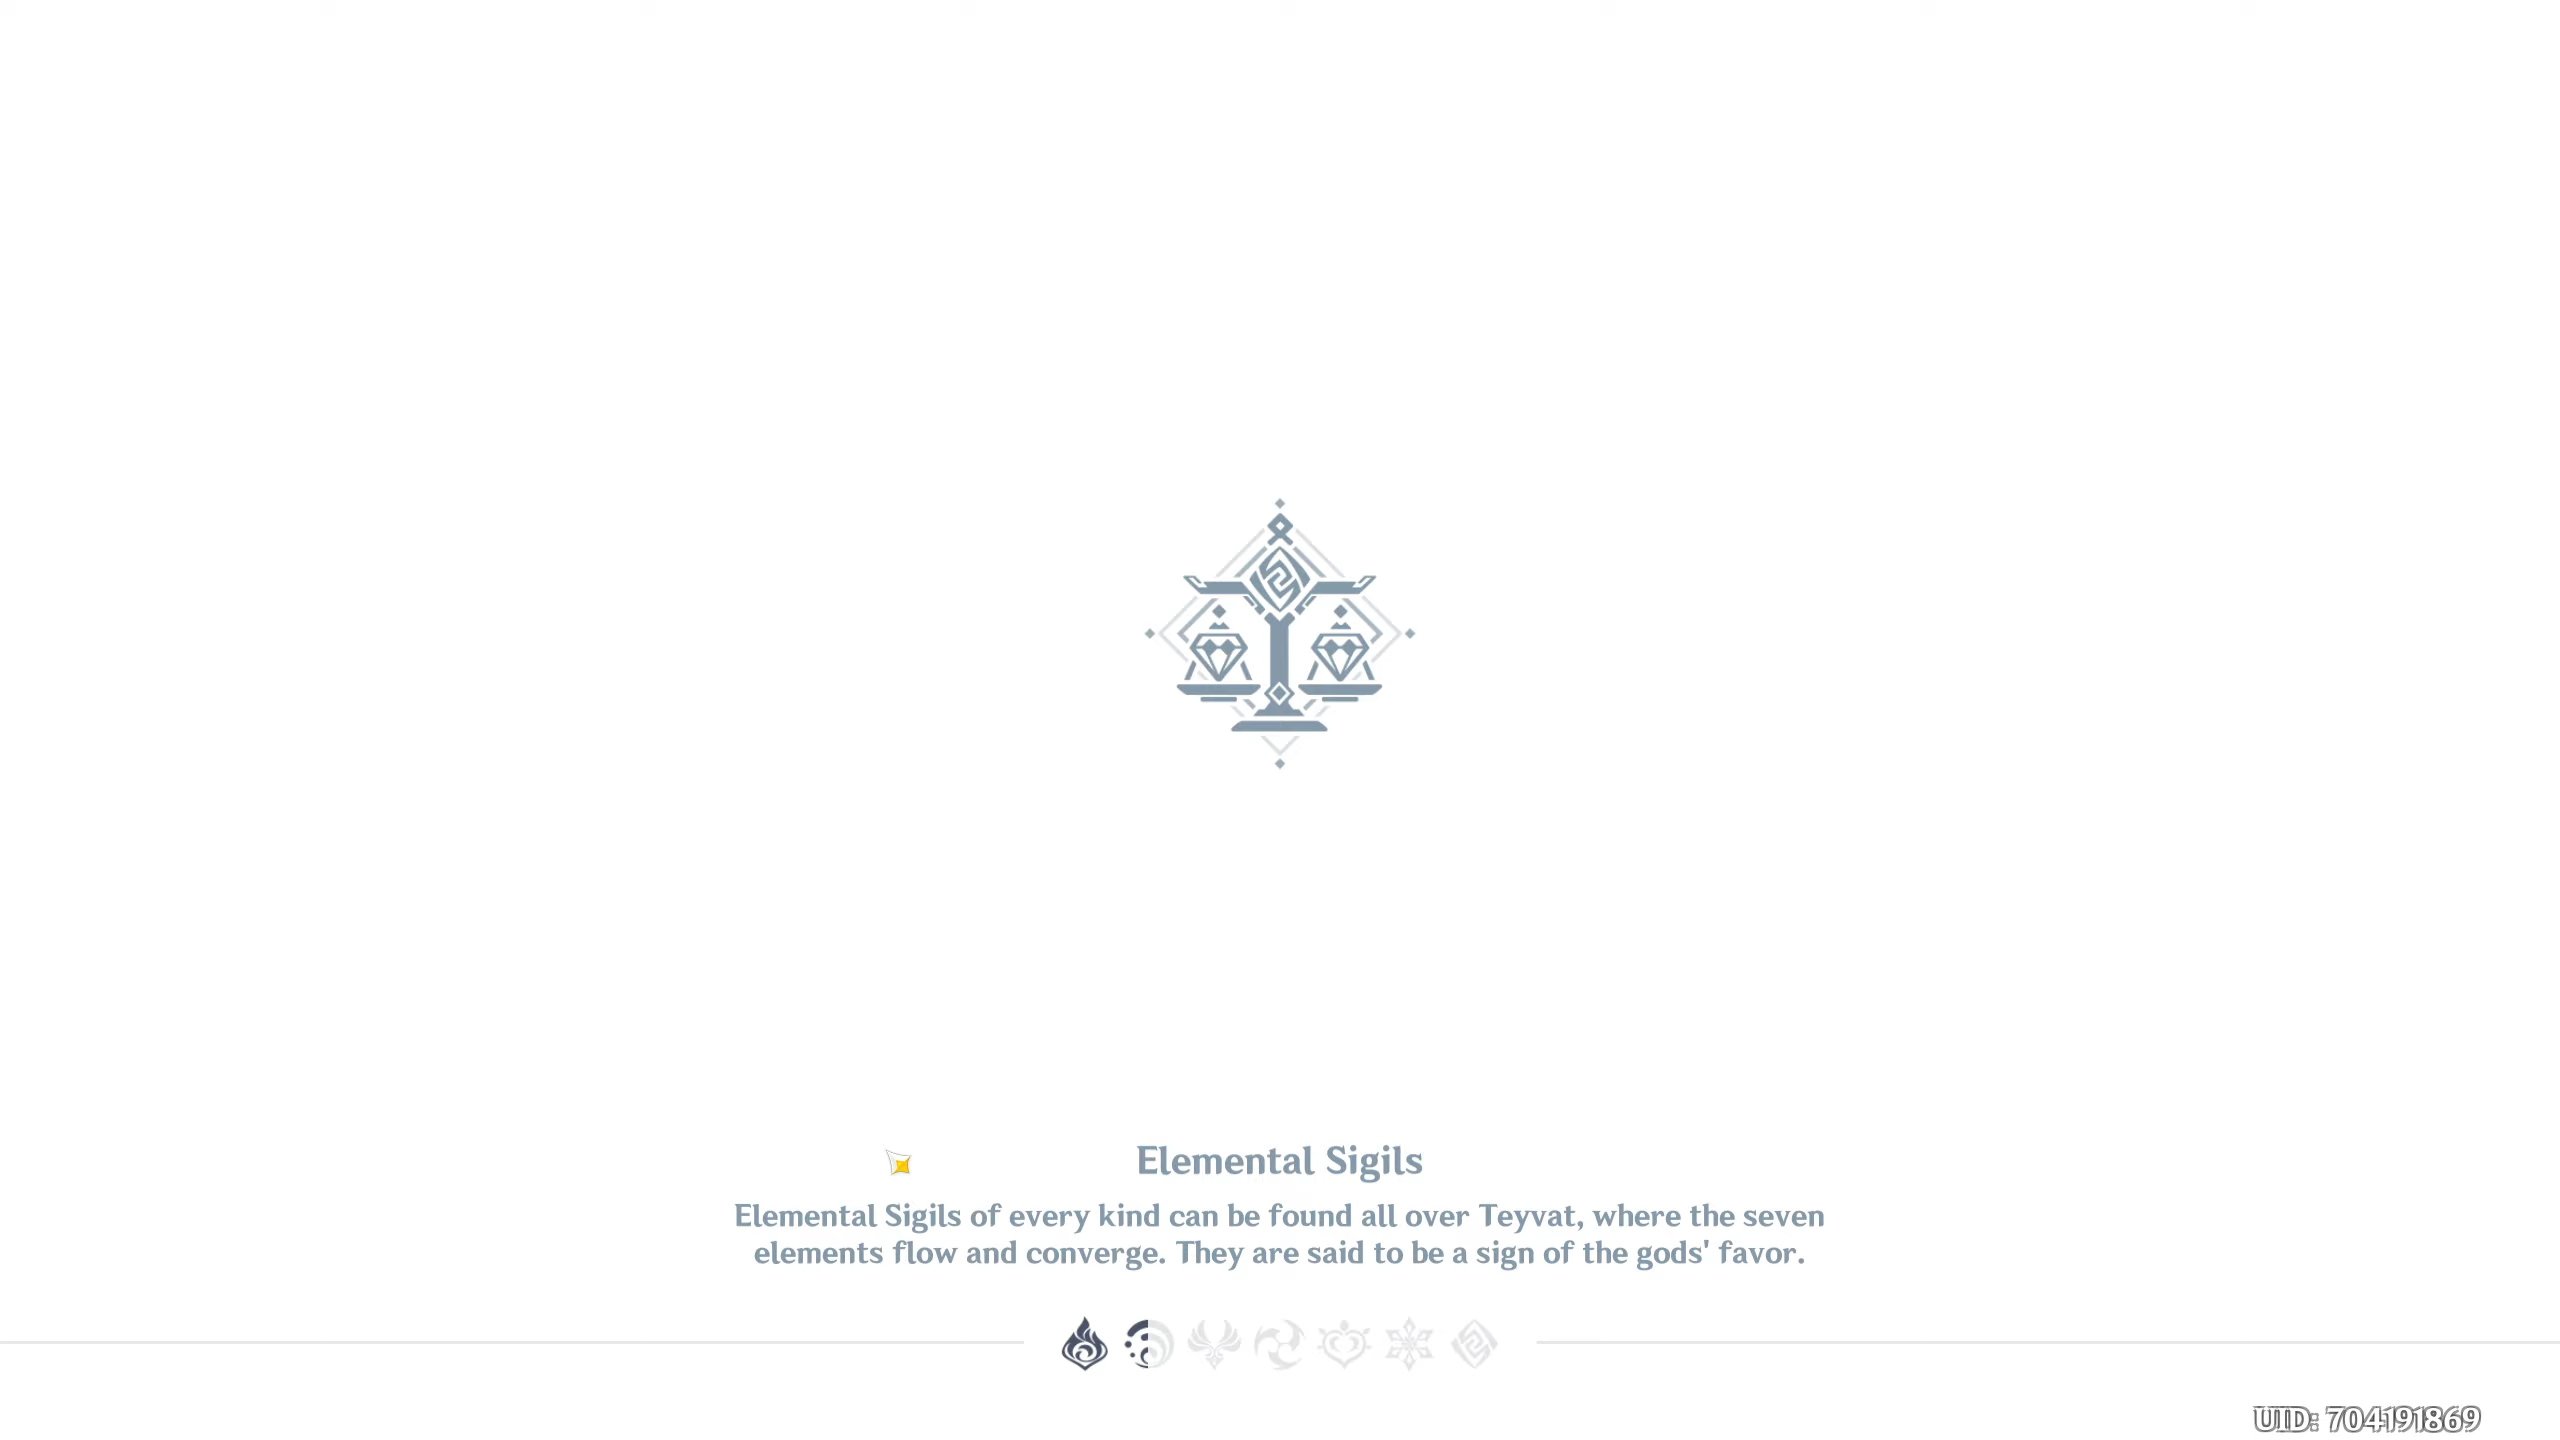 Elemental Sigils
Elemental Sigils of every kind can be found all over Teyvat, where the seven
elements flow and converge. They are said to be a sign of the gods' favor.
UID: 704191869